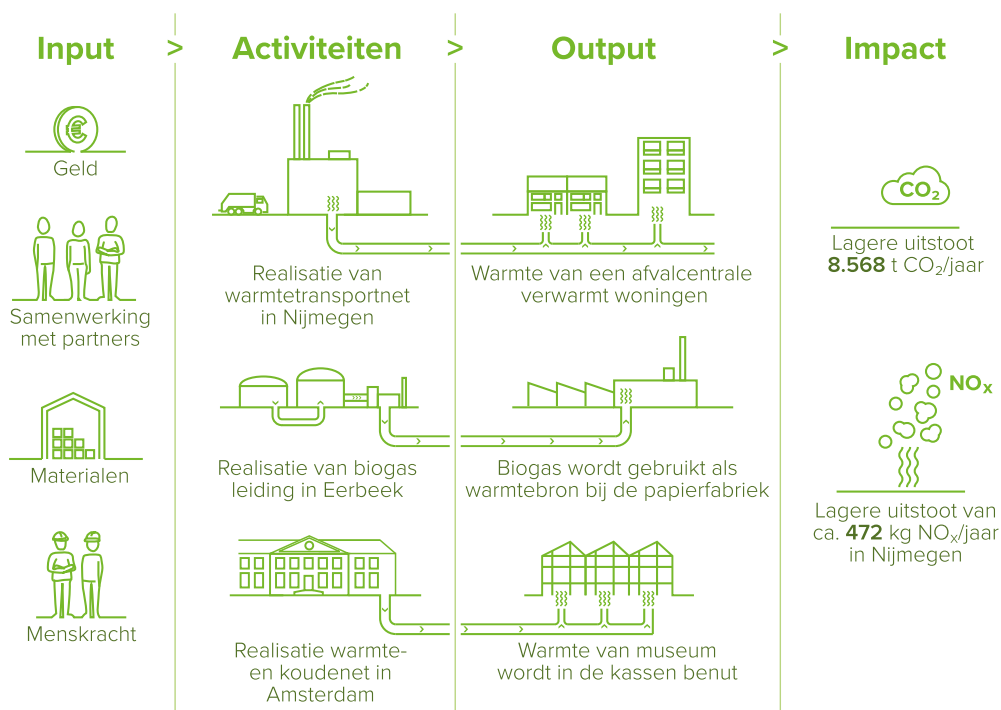 Input > Activiteiten > Output > Impact
Geld
Samenwerking
met partners
Materialen
Menskracht
Realisatie van
warmtetransportnet
in Nijmegen
Realisatie van biogas
leiding in Eerbeek
Realisatie warmte-
en koudenet in
Amsterdam
Warmte van een afvalcentrale
verwarmt woningen
Biogas wordt gebruikt als
warmtebron bij de papierfabriek
Warmte van museum
wordt in de kassen benut
CO₂
Lagere uitstoot
8.568 t CO₂/jaar
NOₓ
Lagere uitstoot van
ca. 472 kg NOₓ/jaar
in Nijmegen